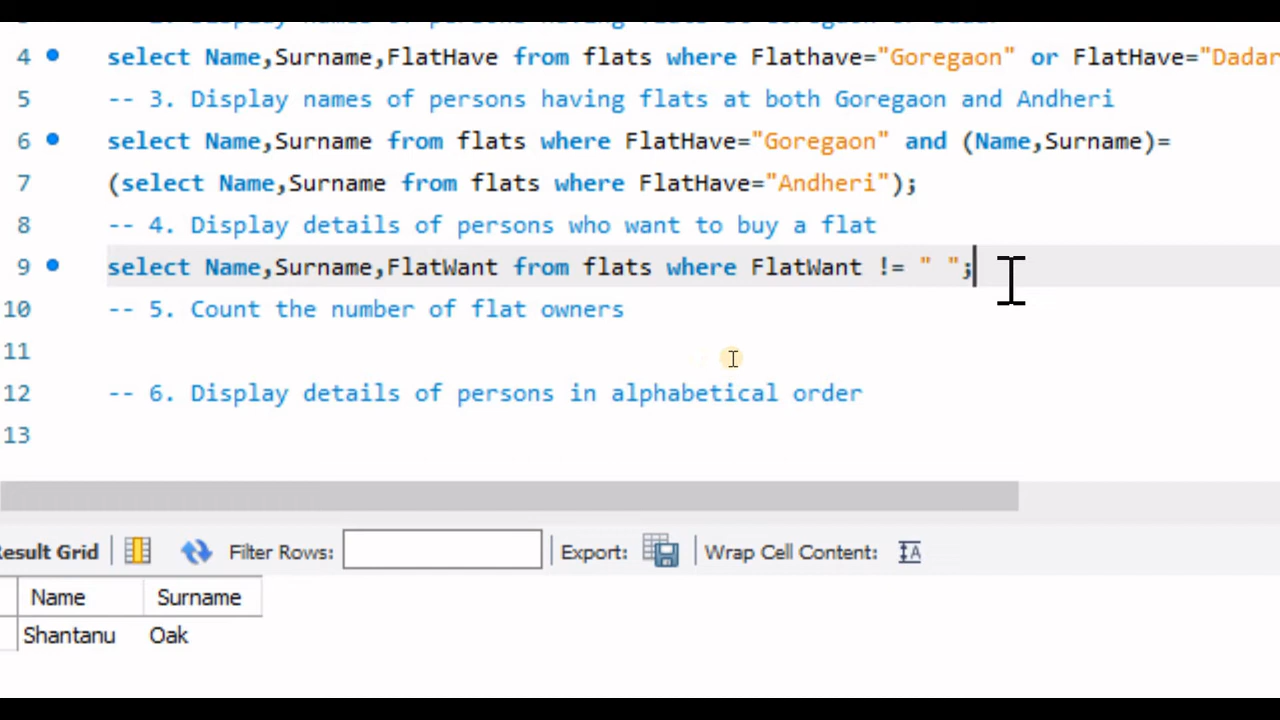 4 select Name,Surname,FlatHave from flats where Flathave="Goregaon" or FlatHave="Dadar
5 -- 3. Display names of persons having flats at both Goregaon and Andheri
6 select Name,Surname from flats where FlatHave="Goregaon" and (Name,Surname)=
7 (select Name,Surname from flats where FlatHave="Andheri");
8 -- 4. Display details of persons who want to buy a flat
9 select Name,Surname,FlatWant from flats where FlatWant != " ";
10 -- 5. Count the number of flat owners
11
12 -- 6. Display details of persons in alphabetical order
13
esult Grid Filter Rows: Export: Wrap Cell Content: IA
Name Surname
Shantanu Oak